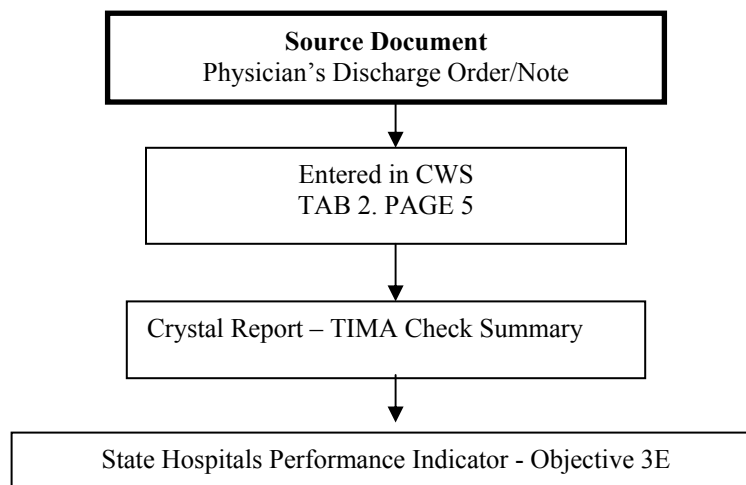 Source Document
Physician’s Discharge Order/Note
Entered in CWS
TAB 2. PAGE 5
Crystal Report – TIMA Check Summary
State Hospitals Performance Indicator - Objective 3E